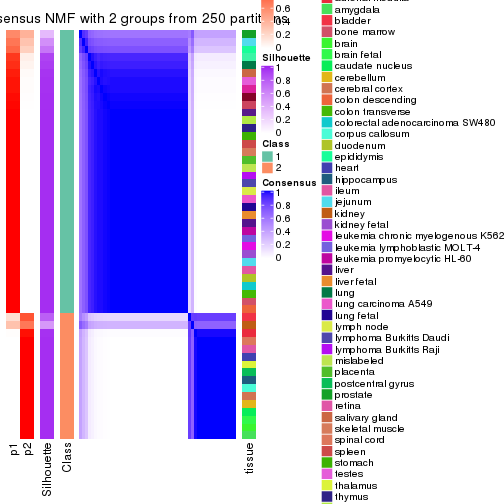 sensus NMF with 2 groups from 250 partitions
0.6
0.4
0.2
0
Silhouette
1
0.8
0.6
0.4
0.2
0
Class
1
2
Consensus
1
0.8
0.6
0.4
0.2
0
p1
p2
Silhouette
Class
tissue
amygdala
bladder
bone marrow
brain
brain fetal
caudate nucleus
cerebellum
cerebral cortex
colon descending
colon transverse
colorectal adenocarcinoma SW480
corpus callosum
duodenum
epididymis
heart
hippocampus
ileum
jejunum
kidney
kidney fetal
leukemia chronic myelogenous K562
leukemia lymphoblastic MOLT-4
leukemia promyelocytic HL-60
liver
liver fetal
lung
lung carcinoma A549
lung fetal
lymph node
lymphoma Burkitts Daudi
lymphoma Burkitts Raji
mislabeled
placenta
postcentral gyrus
prostate
retina
salivary gland
skeletal muscle
spinal cord
spleen
stomach
testes
thalamus
thymus